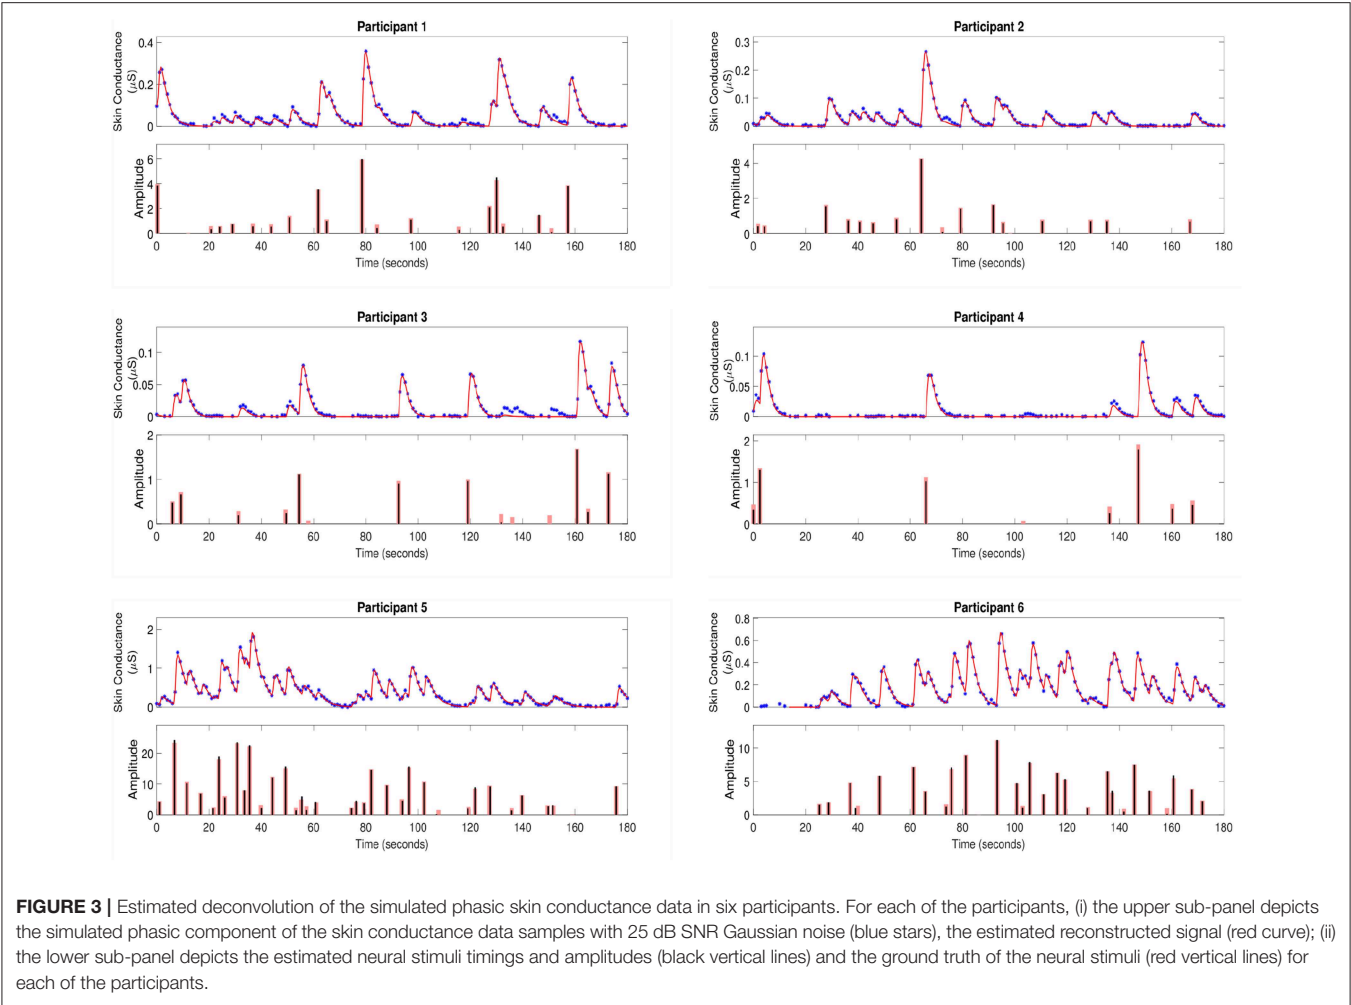 Participant 1
Skin Conductance
(μS)
0.4
0.2
0
Amplitude
6
4
2
0
0 20 40 60 80 100 120 140 160 180
Time (seconds)
Participant 2
Skin Conductance
(μS)
0.3
0.2
0.1
0
Amplitude
4
2
0
0 20 40 60 80 100 120 140 160 180
Time (seconds)
Participant 3
Skin Conductance
(μS)
0.1
0.05
0
Amplitude
2
1
0
0 20 40 60 80 100 120 140 160 180
Time (seconds)
Participant 4
Skin Conductance
(μS)
0.1
0.05
0
Amplitude
2
1
0
0 20 40 60 80 100 120 140 160 180
Time (seconds)
Participant 5
Skin Conductance
(μS)
2
1
0
Amplitude
20
10
0
0 20 40 60 80 100 120 140 160 180
Time (seconds)
Participant 6
Skin Conductance
(μS)
0.8
0.6
0.4
0.2
0
Amplitude
10
5
0
0 20 40 60 80 100 120 140 160 180
Time (seconds)
FIGURE 3 | Estimated deconvolution of the simulated phasic skin conductance data in six participants. For each of the participants, (i) the upper sub-panel depicts
the simulated phasic component of the skin conductance data samples with 25 dB SNR Gaussian noise (blue stars), the estimated reconstructed signal (red curve); (ii)
the lower sub-panel depicts the estimated neural stimuli timings and amplitudes (black vertical lines) and the ground truth of the neural stimuli (red vertical lines) for
each of the participants.